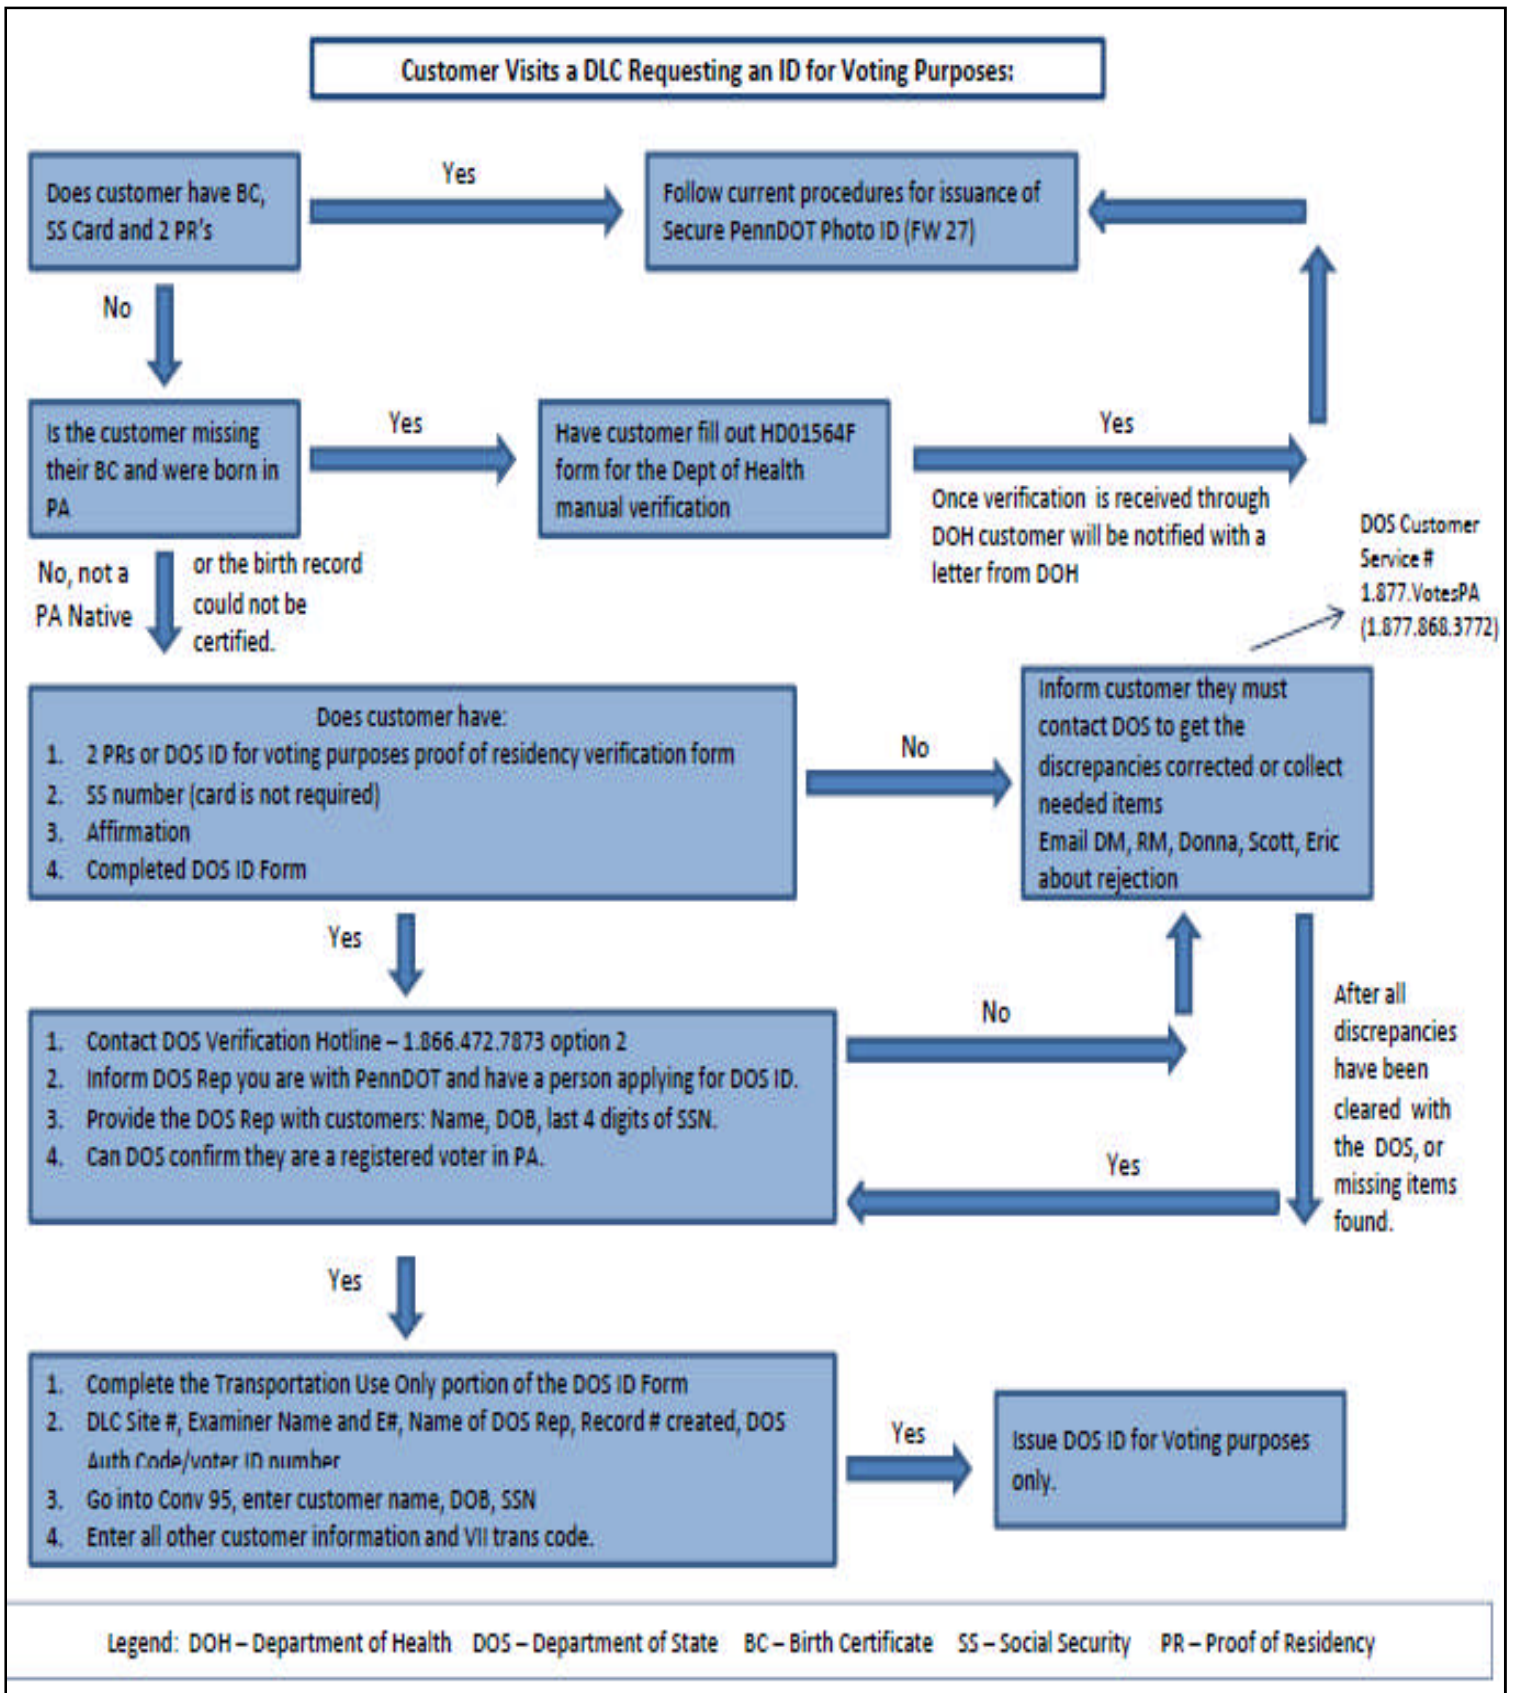 Customer Visits a DLC Requesting an ID for Voting Purposes:
Does customer have BC,
SS Card and 2 PR's
Yes
Follow current procedures for issuance of
Secure PennDOT Photo ID (FW 27)
No
Is the customer missing
their BC and were born in
PA
Yes
Have customer fill out HD01564F
form for the Dept of Health
manual verification
Yes
Once verification is received through
DOH customer will be notified with a
letter from DOH
DOS Customer
Service #
1.877.VotesPA
(1.877.868.3772)
No, not a
PA Native
or the birth record
could not be
certified.
Does customer have:
1. 2 PRs or DOS ID for voting purposes proof of residency verification form
2. SS number (card is not required)
3. Affirmation
4. Completed DOS ID Form
No
Inform customer they must
contact DOS to get the
discrepancies corrected or collect
needed items
Email DM, RM, Donna, Scott, Eric
about rejection
Yes
1. Contact DOS Verification Hotline – 1.866.472.7873 option 2
2. Inform DOS Rep you are with PennDOT and have a person applying for DOS ID.
3. Provide the DOS Rep with customers: Name, DOB, last 4 digits of SSN.
4. Can DOS confirm they are a registered voter in PA.
No
Yes
After all
discrepancies
have been
cleared with
the DOS, or
missing items
found.
Yes
1. Complete the Transportation Use Only portion of the DOS ID Form
2. DLC Site #, Examiner Name and E#, Name of DOS Rep, Record # created, DOS
Auth Code/voter ID number
3. Go into Conv 95, enter customer name, DOB, SSN
4. Enter all other customer information and VII trans code.
Yes
Issue DOS ID for Voting purposes
only.
Legend: DOH – Department of Health DOS – Department of State BC – Birth Certificate SS – Social Security PR – Proof of Residency